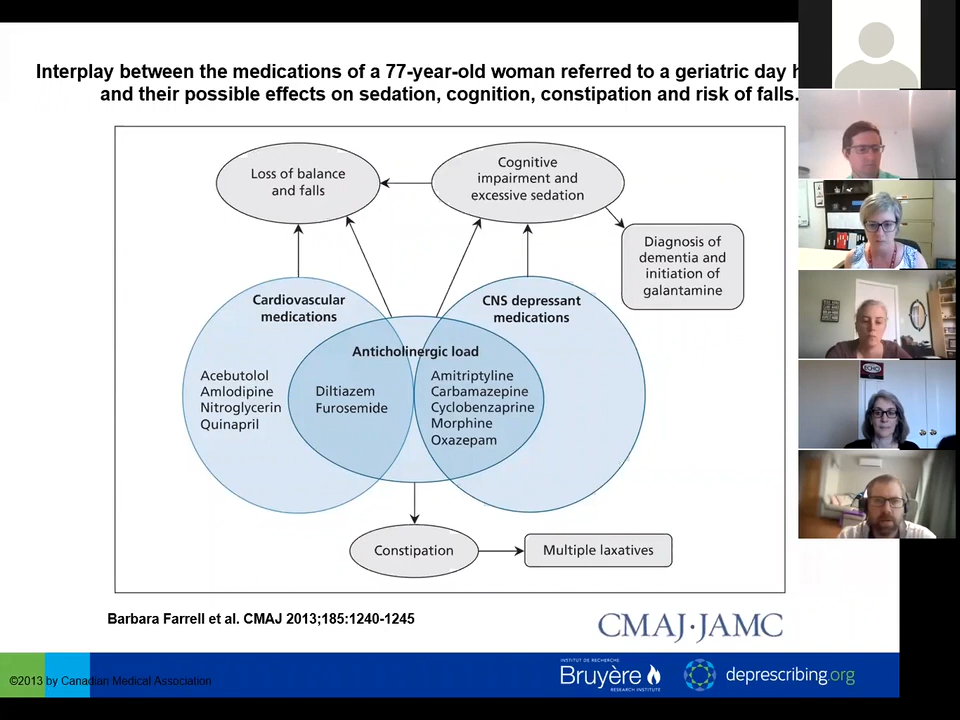 Interplay between the medications of a 77-year-old woman referred to a geriatric day
and their possible effects on sedation, cognition, constipation and risk of falls.
Loss of balance
and falls
Cognitive
impairment and
excessive sedation
Diagnosis of
dementia and
initiation of
galantamine
Cardiovascular
medications
CNS depressant
medications
Anticholinergic load
Acebutolol
Amlodipine
Nitroglycerin
Quinapril
Diltiazem
Furosemide
Amitriptyline
Carbamazepine
Cyclobenzaprine
Morphine
Oxazepam
Constipation
Multiple laxatives
Barbara Farrell et al. CMAJ 2013;185:1240-1245
CMAJ·JAMC
©2013 by Canadian Medical Association
INSTITUT DE RECHERCHE
Bruyère
RESEARCH INSTITUTE
deprescribing.org